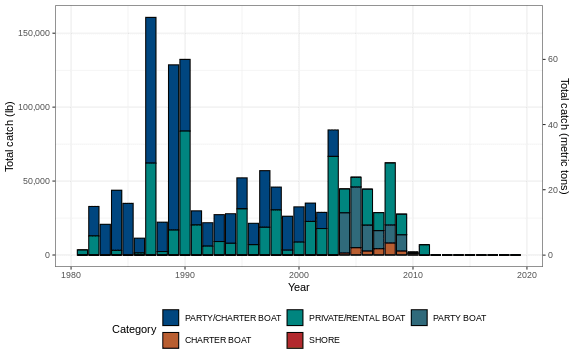 Total catch (lb)
150,000
100,000
50,000
0
60
40
20
0
Total catch (metric tons)
1980 1990 2000 2010 2020
Year
Category
PARTY/CHARTER BOAT PRIVATE/RENTAL BOAT PARTY BOAT
CHARTER BOAT SHORE